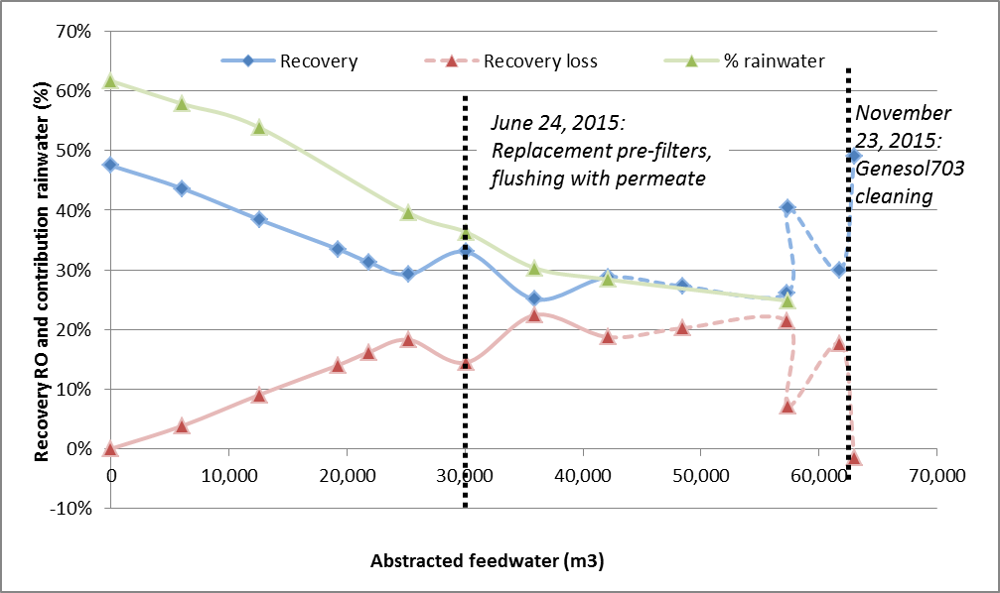 70%
Recovery
Recovery loss
% rainwater
60%
50%
40%
30%
20%
10%
0%
-10%
Recovery RO and contribution rainwater (%)
June 24, 2015:
Replacement pre-filters,
flushing with permeate
November
23, 2015:
Genesol703
cleaning
0
10,000
20,000
30,000
40,000
50,000
60,000
70,000
Abstracted feedwater (m3)